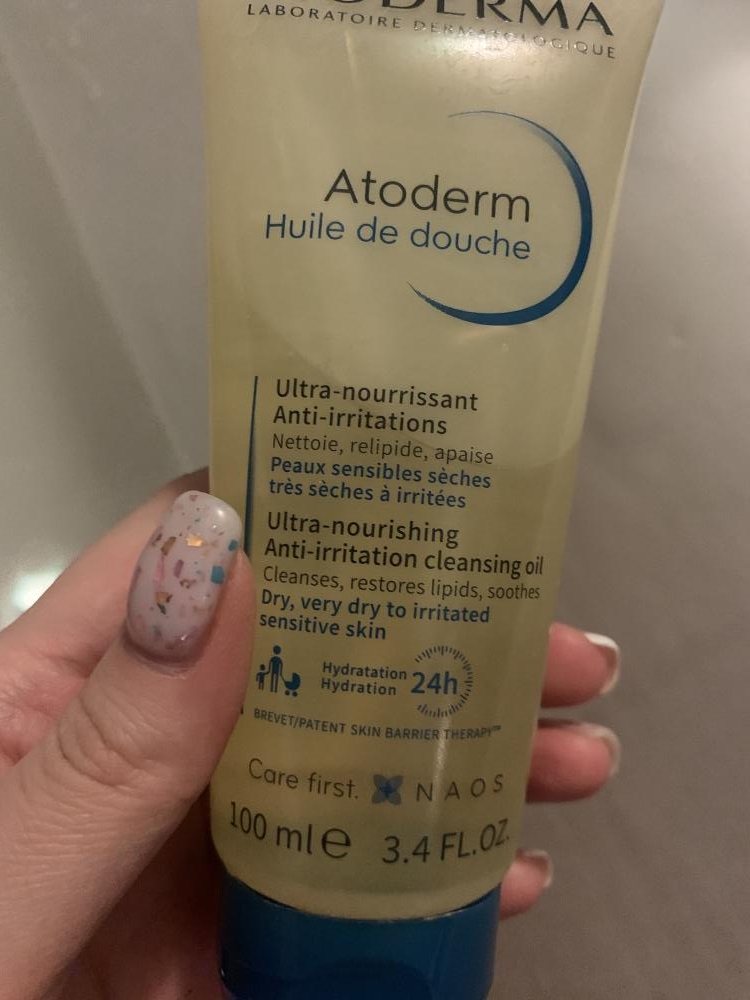 LABORATOIRE DERMATOLOGIQUE
Atoderm
Huile de douche
Ultra-nourrissant
Anti-irritations
Nettoie, relipide, apaise
Peaux sensibles sèches
très sèches à irritées
Ultra-nourishing
Anti-irritation cleansing oil
Cleanses, restores lipids, soothes
Dry, very dry to irritated
sensitive skin
Hydratation
Hydration 24h
BREVET/PATENT SKIN BARRIER THERAPY™
Care first. NAOS
100 ml e 3.4 FL.OZ.